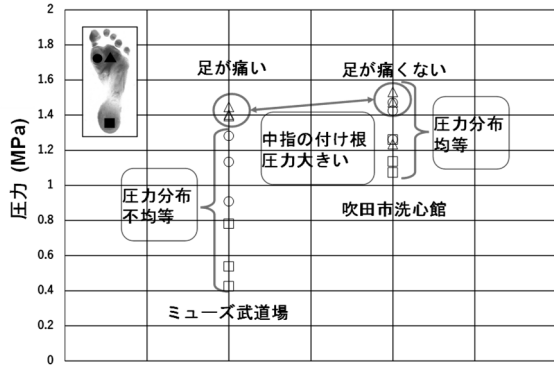 圧力 (MPa)
2
1.8
1.6
1.4
1.2
1
0.8
0.6
0.4
0.2
0
足が痛い
足が痛くない
中指の付け根
圧力大きい
圧力分布
均等
圧力分布
不均等
吹田市洗心館
ミューズ武道場